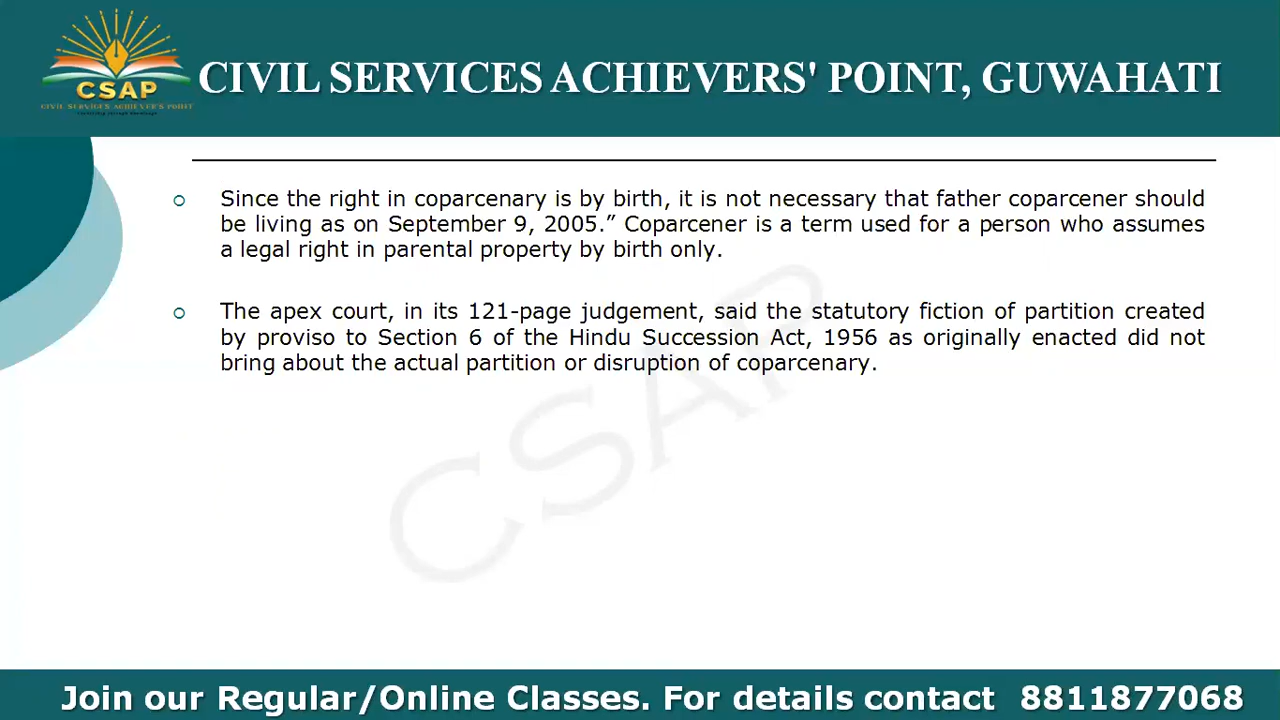 CSAP
CIVIL SERVICES ACHIEVER'S POINT
CIVIL SERVICES ACHIEVERS' POINT, GUWAHATI
Since the right in coparcenary is by birth, it is not necessary that father coparcener should
be living as on September 9, 2005.” Coparcener is a term used for a person who assumes
a legal right in parental property by birth only.
The apex court, in its 121-page judgement, said the statutory fiction of partition created
by proviso to Section 6 of the Hindu Succession Act, 1956 as originally enacted did not
bring about the actual partition or disruption of coparcenary.
CSAP
Join our Regular/Online Classes. For details contact 8811877068